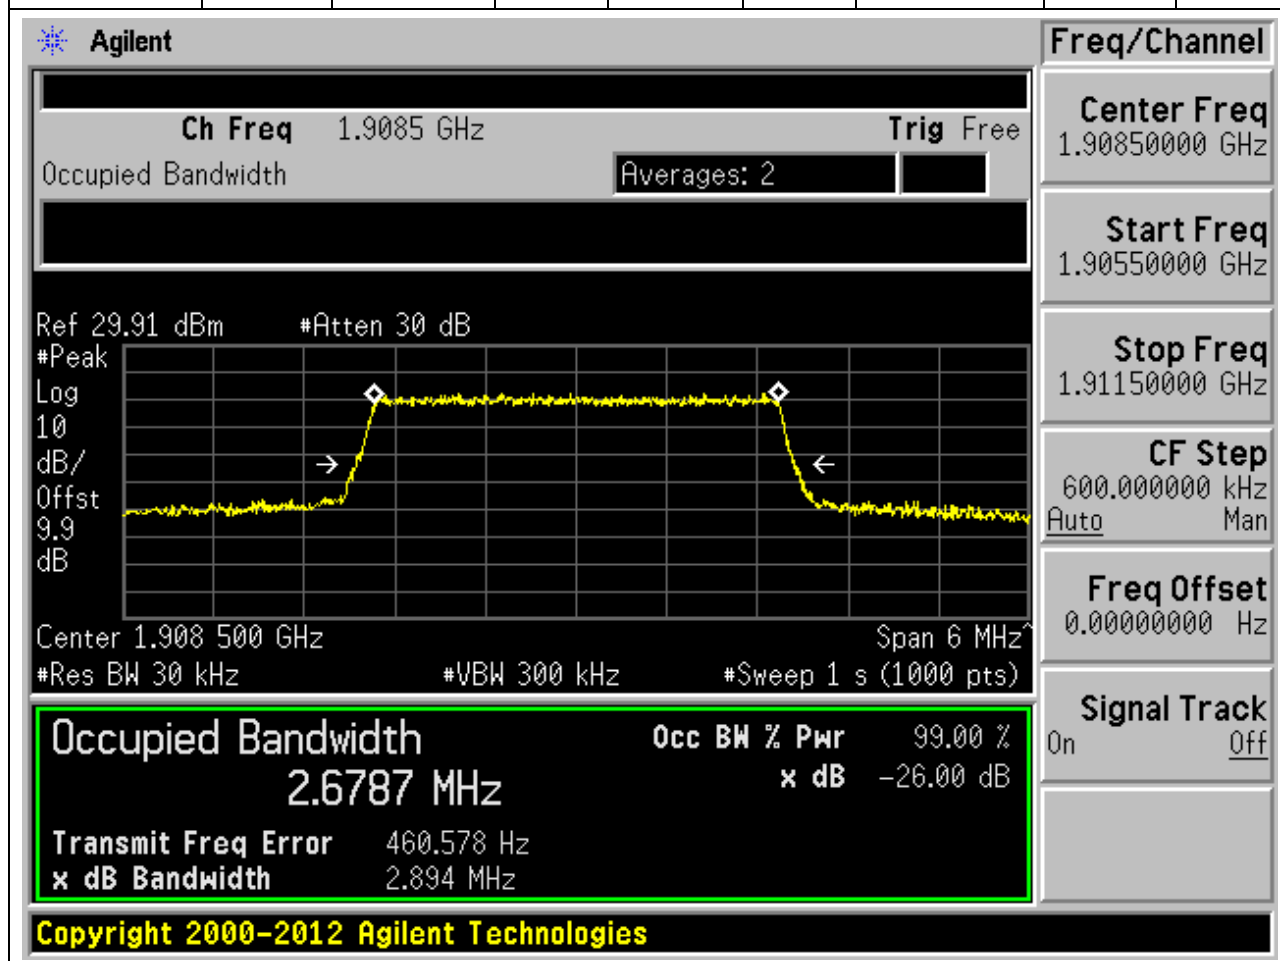 Agilent
Freq/Channel
Ch Freq 1.9085 GHz Trig Free
Occupied Bandwidth Averages: 2
Center Freq
1.90850000 GHz
Start Freq
1.90550000 GHz
Stop Freq
1.91150000 GHz
CF Step
600.000000 kHz
Auto Man
Freq Offset
0.00000000 Hz
Signal Track
On Off
Ref 29.91 dBm #Atten 30 dB
#Peak
Log
10
dB/
Offst
9.9
dB
Center 1.908 500 GHz Span 6 MHz^
#Res BW 30 kHz #VBW 300 kHz #Sweep 1 s (1000 pts)
Occupied Bandwidth Occ BW % Pwr 99.00 %
2.6787 MHz x dB -26.00 dB
Transmit Freq Error 460.578 Hz
x dB Bandwidth 2.894 MHz
Copyright 2000-2012 Agilent Technologies